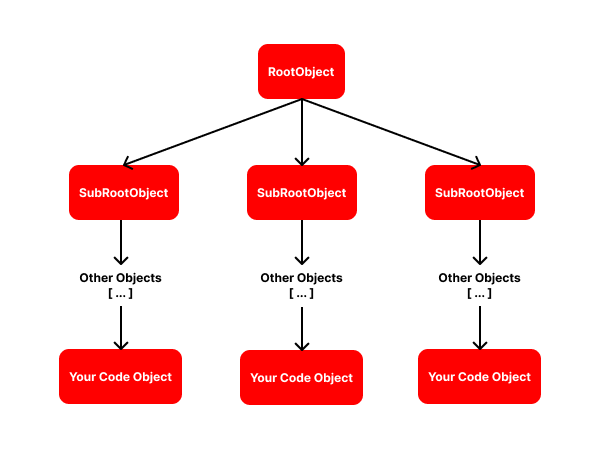 RootObject
SubRootObject
SubRootObject
SubRootObject
Other Objects
[ ... ]
Other Objects
[ ... ]
Other Objects
[ ... ]
Your Code Object
Your Code Object
Your Code Object